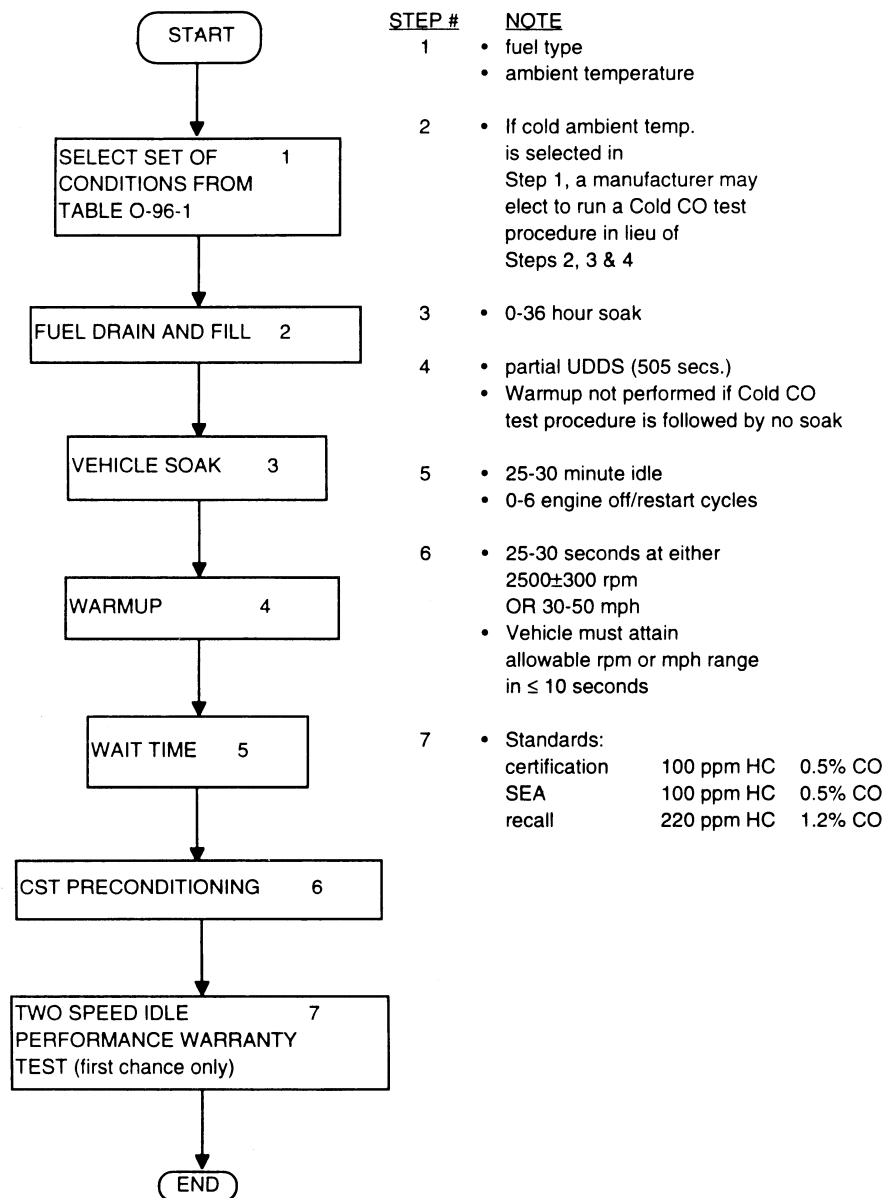 START
SELECT SET OF 1
CONDITIONS FROM
TABLE O-96-1
FUEL DRAIN AND FILL 2
VEHICLE SOAK 3
WARMUP 4
WAIT TIME 5
CST PRECONDITIONING 6
TWO SPEED IDLE 7
PERFORMANCE WARRANTY
TEST (first chance only)
END
STEP # NOTE
1 • fuel type
• ambient temperature
2 • If cold ambient temp.
is selected in
Step 1, a manufacturer may
elect to run a Cold CO test
procedure in lieu of
Steps 2, 3 & 4
3 • 0-36 hour soak
4 • partial UDDS (505 secs.)
• Warmup not performed if Cold CO
test procedure is followed by no soak
5 • 25-30 minute idle
• 0-6 engine off/restart cycles
6 • 25-30 seconds at either
2500±300 rpm
OR 30-50 mph
• Vehicle must attain
allowable rpm or mph range
in ≤ 10 seconds
7 • Standards:
certification 100 ppm HC 0.5% CO
SEA 100 ppm HC 0.5% CO
recall 220 ppm HC 1.2% CO